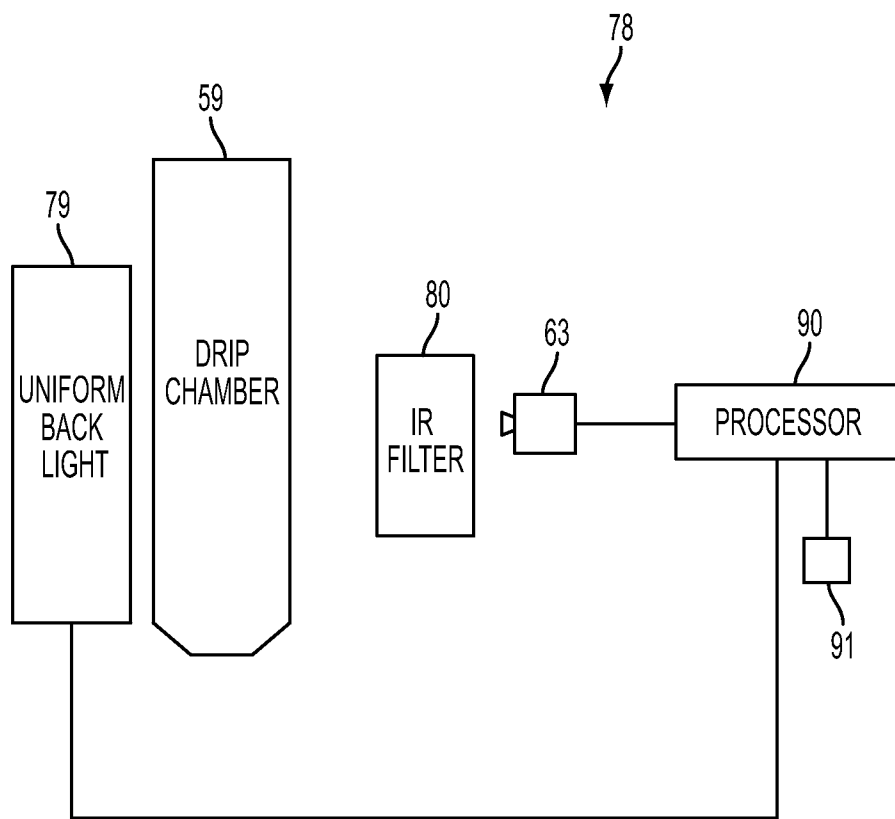 78
59
79
UNIFORM
BACK
LIGHT
DRIP
CHAMBER
80
IR
FILTER
63
90
PROCESSOR
91